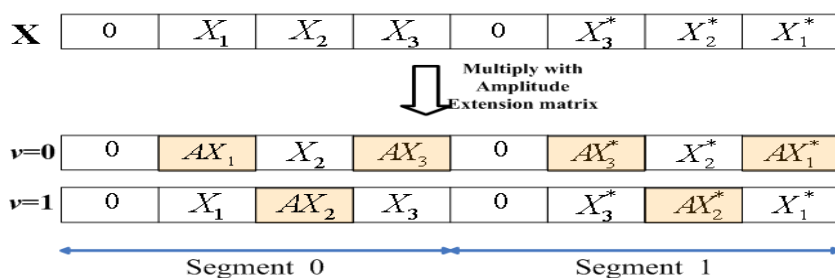 X 0 X₁ X₂ X₃ 0 X₃* X₂* X₁*
Multiply with
Amplitude
Extension matrix
v=0 0 AX₁ X₂ AX₃ 0 AX₃* X₂* AX₁*
v=1 0 X₁ AX₂ X₃ 0 X₃* AX₂* X₁*
Segment 0 Segment 1